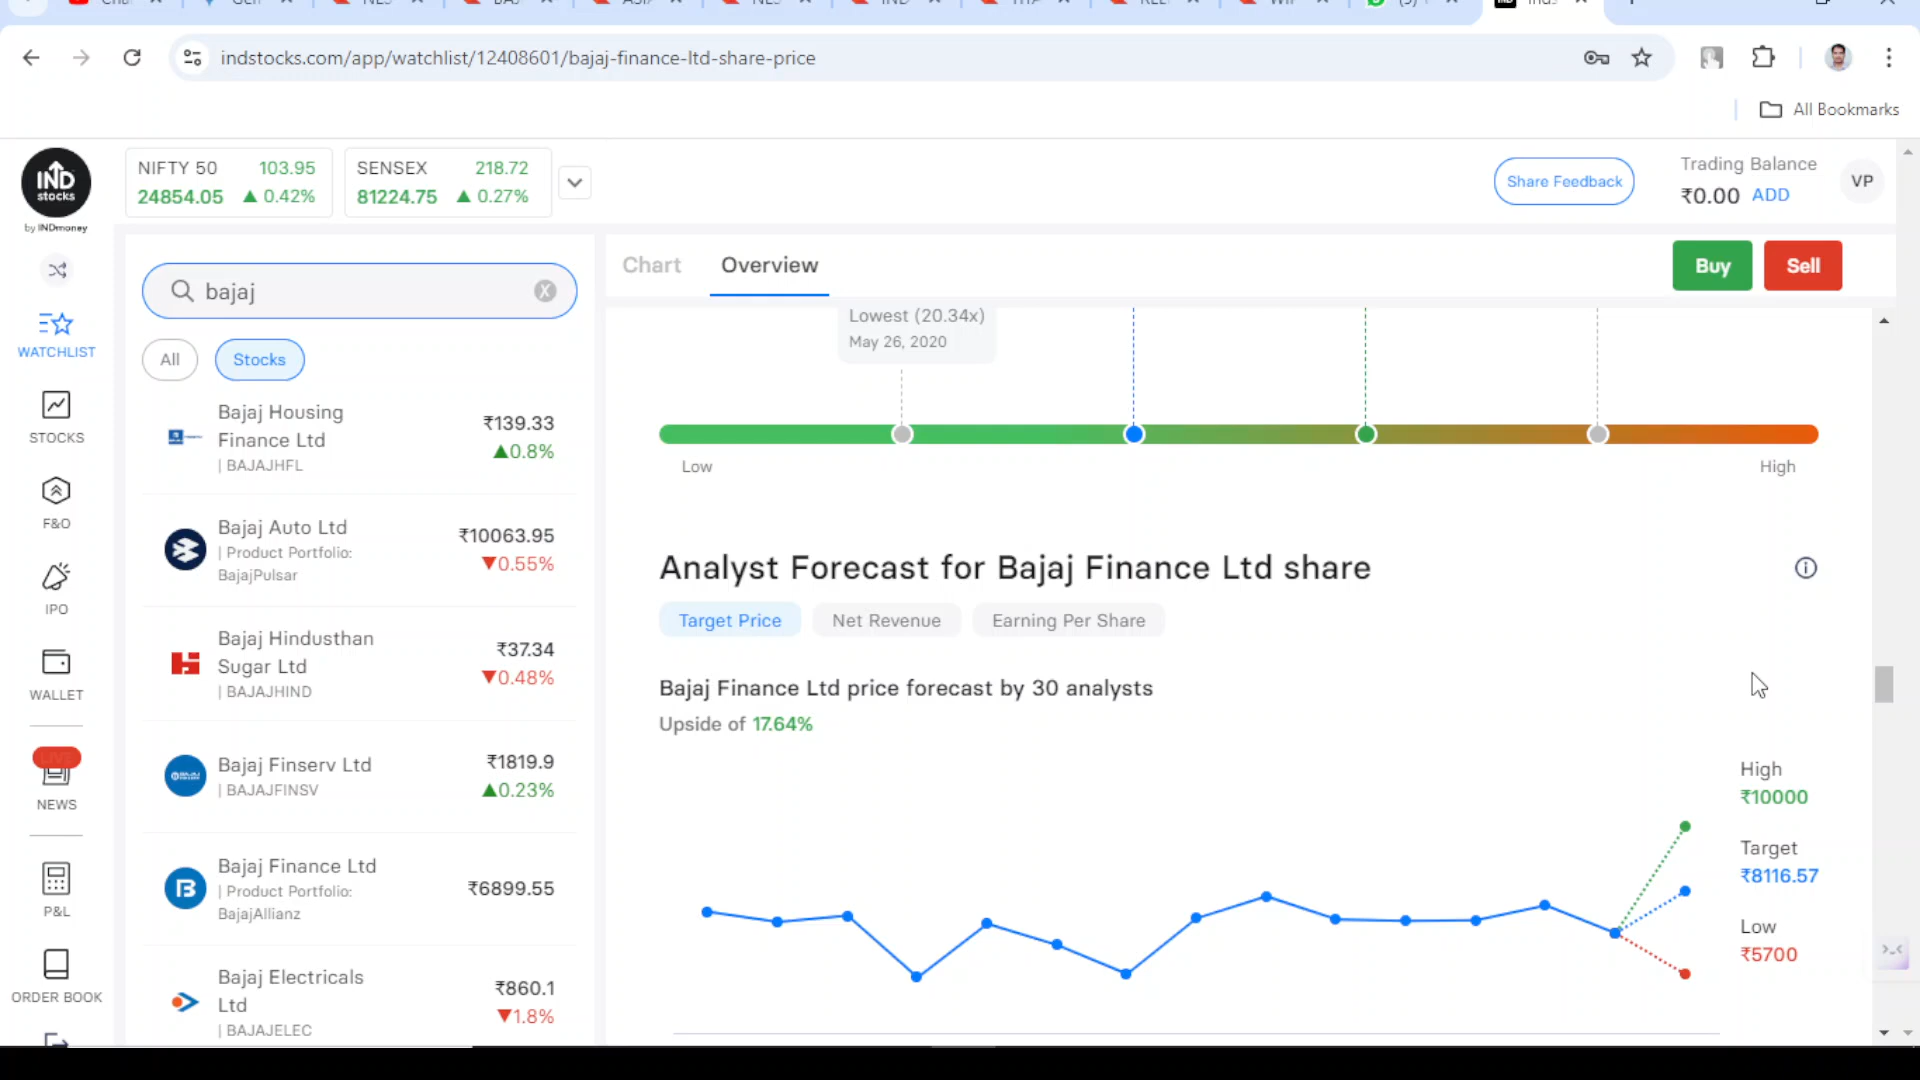 indstocks.com/app/watchlist/12408601/bajaj-finance-ltd-share-price
All Bookmarks
IND
stocks
by INDmoney
NIFTY 50 103.95
24854.05 ▲ 0.42%
SENSEX 218.72
81224.75 ▲ 0.27%
Share Feedback
Trading Balance
₹0.00 ADD
VP
WATCHLIST
STOCKS
F&O
IPO
WALLET
NEWS
P&L
ORDER BOOK
bajaj
All Stocks
Bajaj Housing
Finance Ltd
| BAJAJHFL
₹139.33
▲0.8%
Bajaj Auto Ltd
| Product Portfolio:
BajajPulsar
₹10063.95
▼0.55%
Bajaj Hindusthan
Sugar Ltd
| BAJAJHIND
₹37.34
▼0.48%
Bajaj Finserv Ltd
| BAJAJFINSV
₹1819.9
▲0.23%
Bajaj Finance Ltd
| Product Portfolio:
BajajAllianz
₹6899.55
Bajaj Electricals
Ltd
| BAJAJELEC
₹860.1
▼1.8%
Chart Overview
Buy Sell
Lowest (20.34x)
May 26, 2020
Low High
Analyst Forecast for Bajaj Finance Ltd share
Target Price Net Revenue Earning Per Share
Bajaj Finance Ltd price forecast by 30 analysts
Upside of 17.64%
High
₹10000
Target
₹8116.57
Low
₹5700